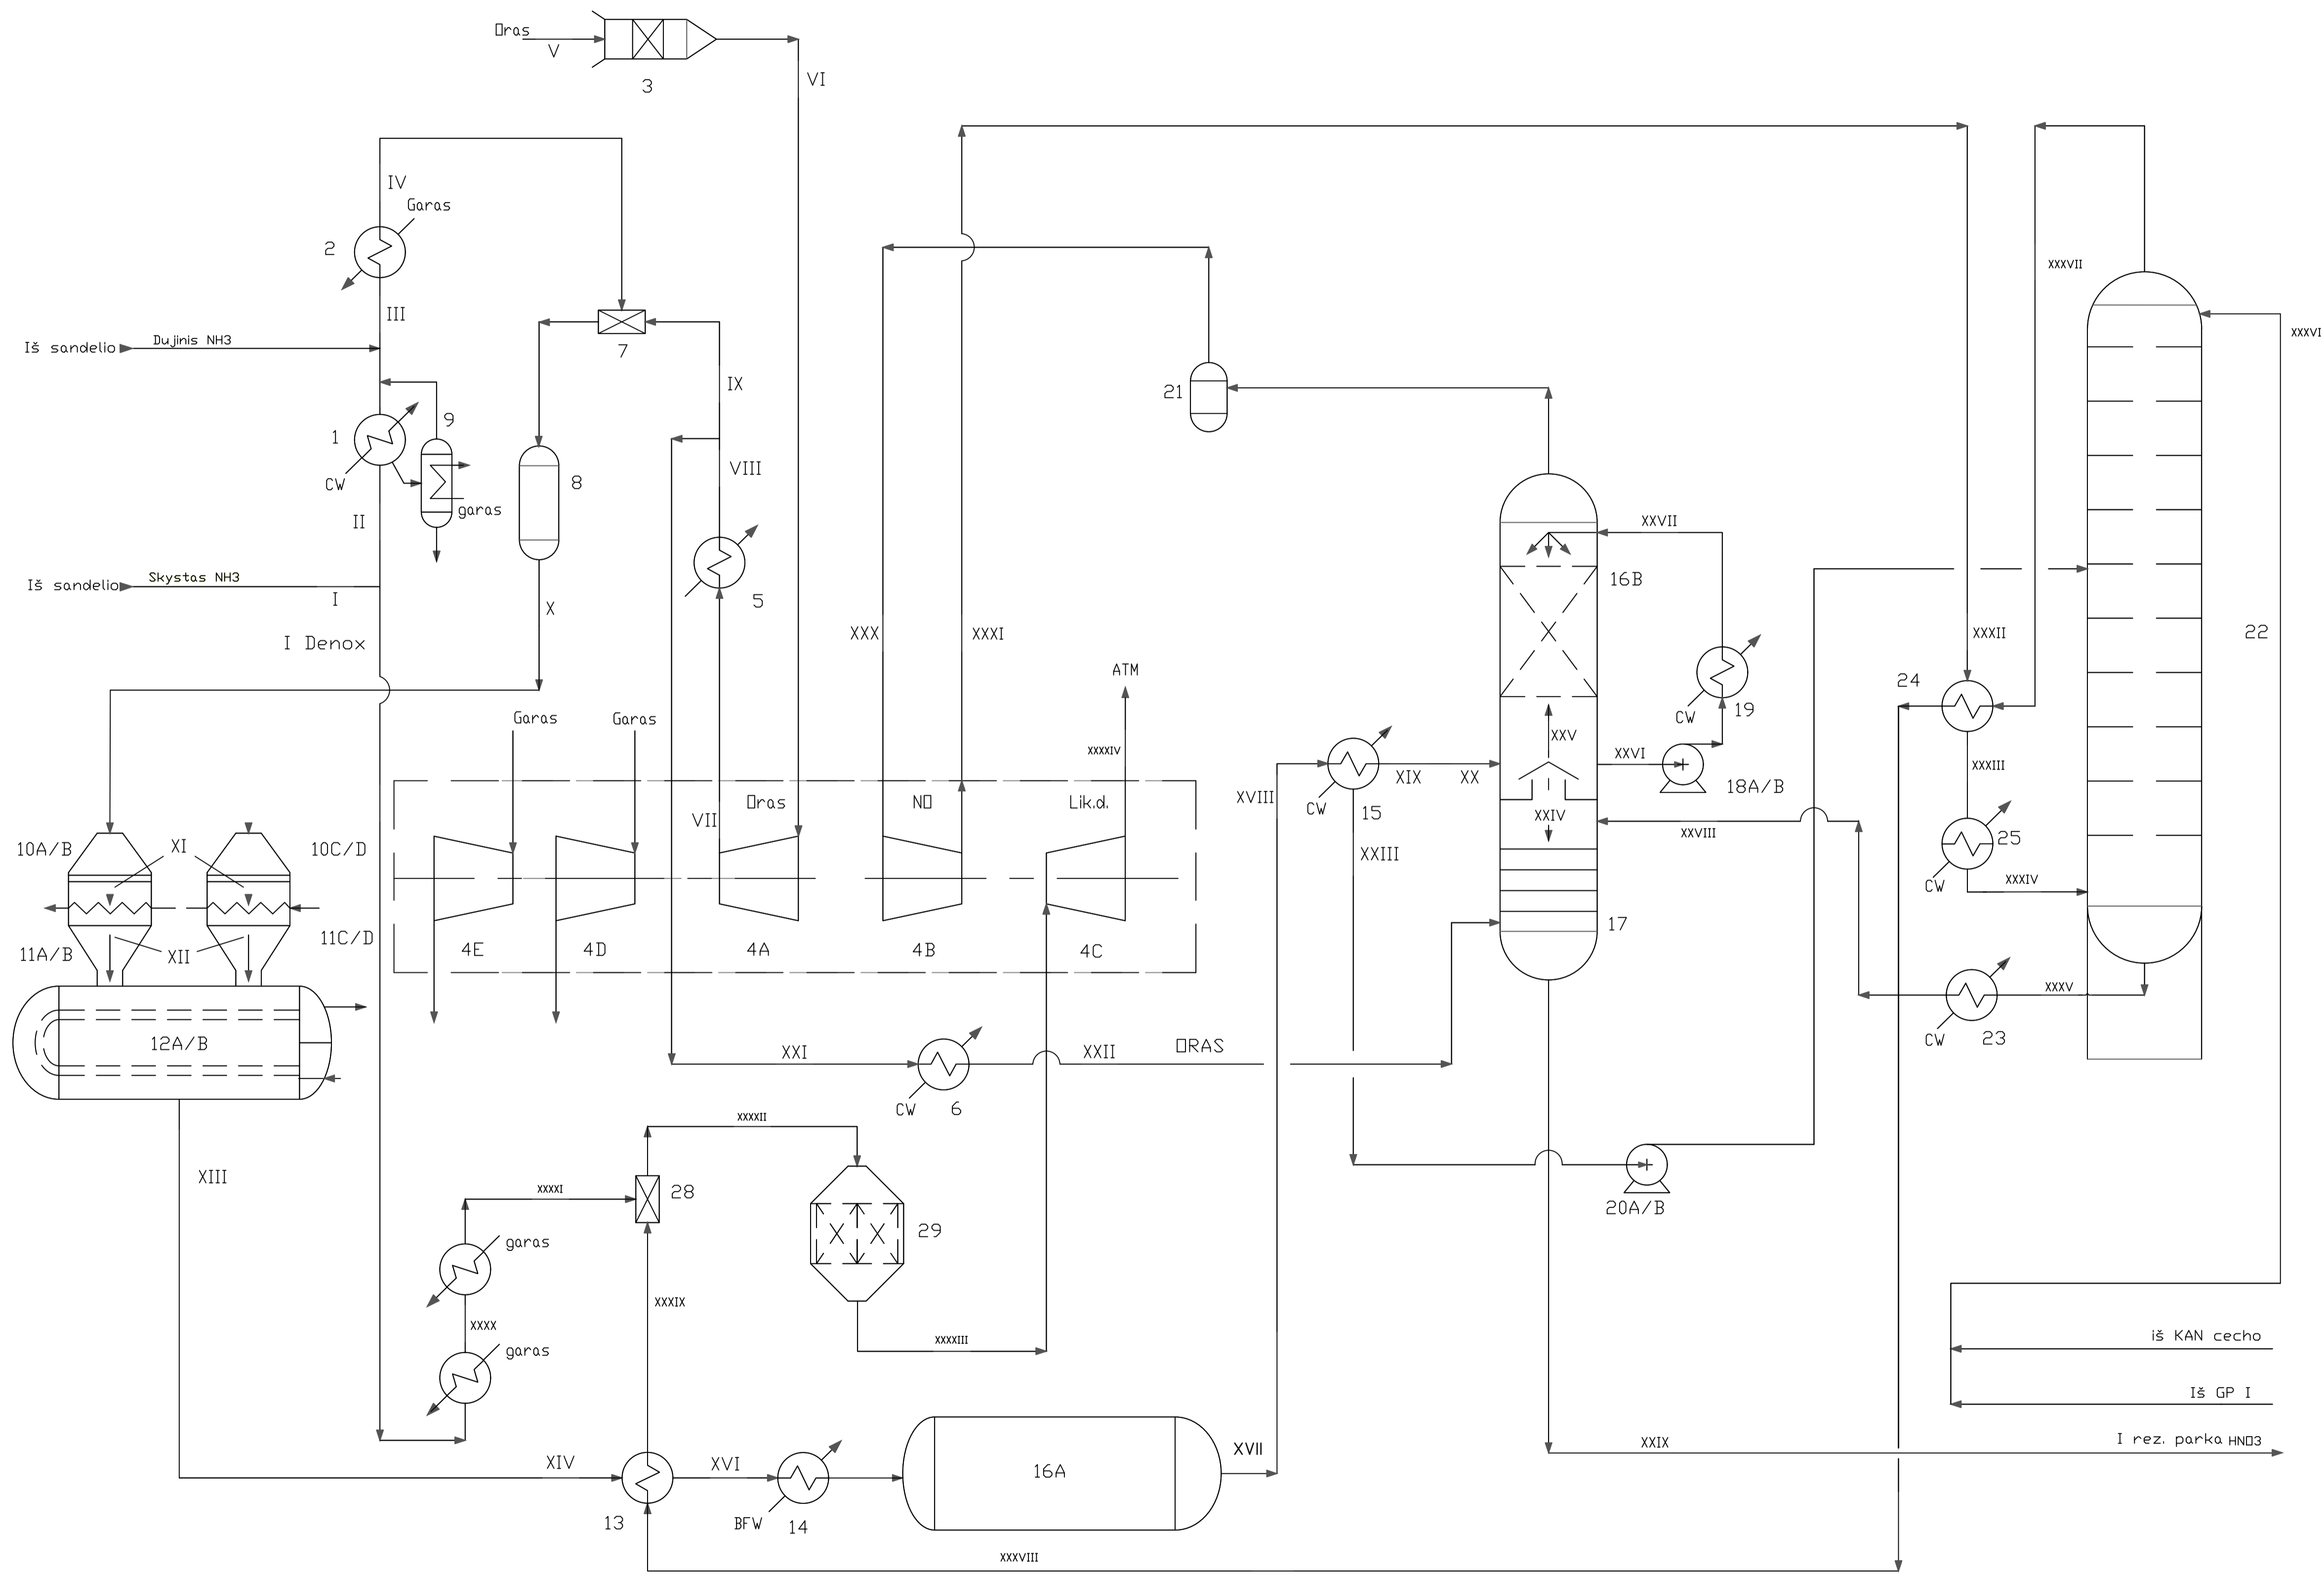 Oras
V
3
VI
IV
Garas
2
III
Iš sandelio
Dujinis NH3
7
IX
XXXVII
XXXVI
1
9
CW
garas
II
8
VIII
21
Iš sandelio
Skystas NH3
I
X
5
I Denox
XXX
XXXI
XXVII
16B
XXXII
22
24
ATM
Garas
Garas
CW
19
XXV
XXVI
18A/B
XXXXIV
XVIII
XIX
XX
CW
15
XXXIII
Oras
NO
Lik.d.
VII
XXIV
XXVIII
25
CW
XXXIV
10A/B
XI
10C/D
XXIII
11A/B
XII
11C/D
4E
4D
4A
4B
4C
17
XXXV
CW
23
12A/B
XXI
XXII
ORAS
CW
6
XXXXII
XIII
XXXXI
28
29
20A/B
garas
XXXIX
XXXX
garas
XXXXIII
iš KAN cecho
Iš GP I
XIV
XVI
XVII
XXIX
I rez. parka HNO3
16A
13
BFW
14
XXXVIII